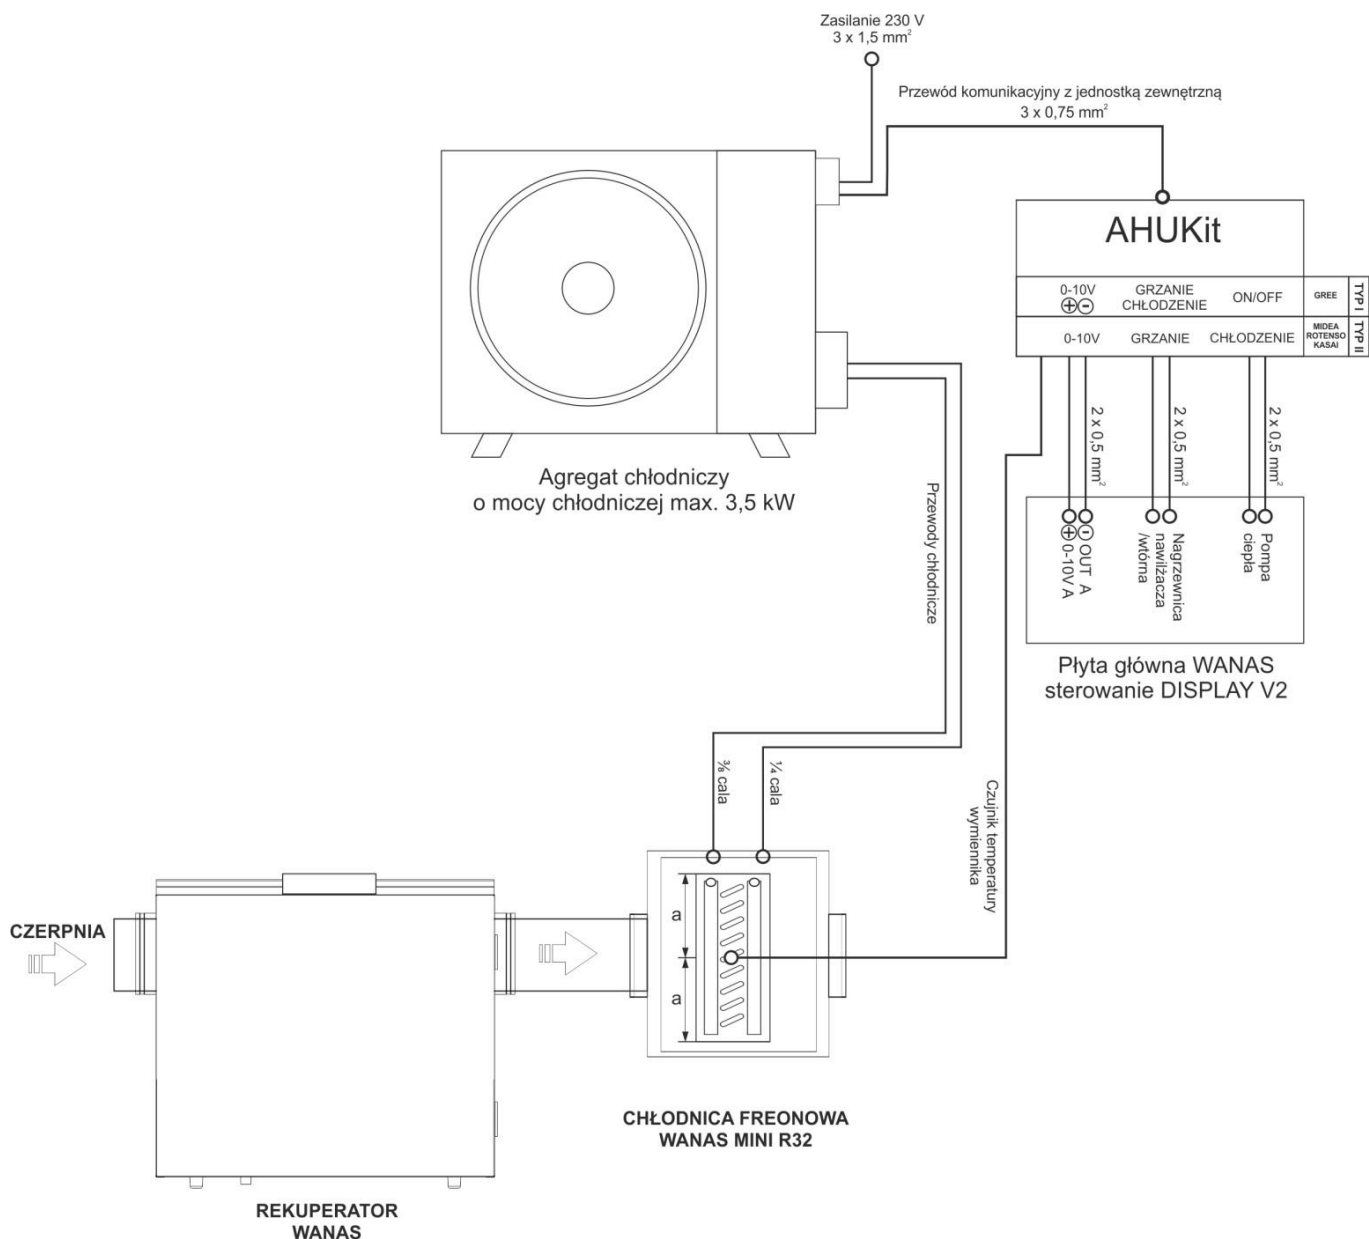 Zasilanie 230 V
3 x 1,5 mm²
Przewód komunikacyjny z jednostką zewnętrzną
3 x 0,75 mm²
AHUKit
0-10V
GRZANIE
CHŁODZENIE
ON/OFF
GREE
TYP I
0-10V
GRZANIE
CHŁODZENIE
MIDEA
ROTENSO
KASAI
TYP II
2 x 0,5 mm²
2 x 0,5 mm²
2 x 0,5 mm²
Agregat chłodniczy
o mocy chłodniczej max. 3,5 kW
Przewody chłodnicze
⊖ OUT A
⊕ 0-10V A
Nagrzewnica
nawilżacza
/wtórna
Pompa
ciepła
Płyta główna WANAS
sterowanie DISPLAY V2
⅜ cala
¼ cala
Czujnik temperatury
wymiennika
CZERPNIA
a
a
CHŁODNICA FREONOWA
WANAS MINI R32
REKUPERATOR
WANAS